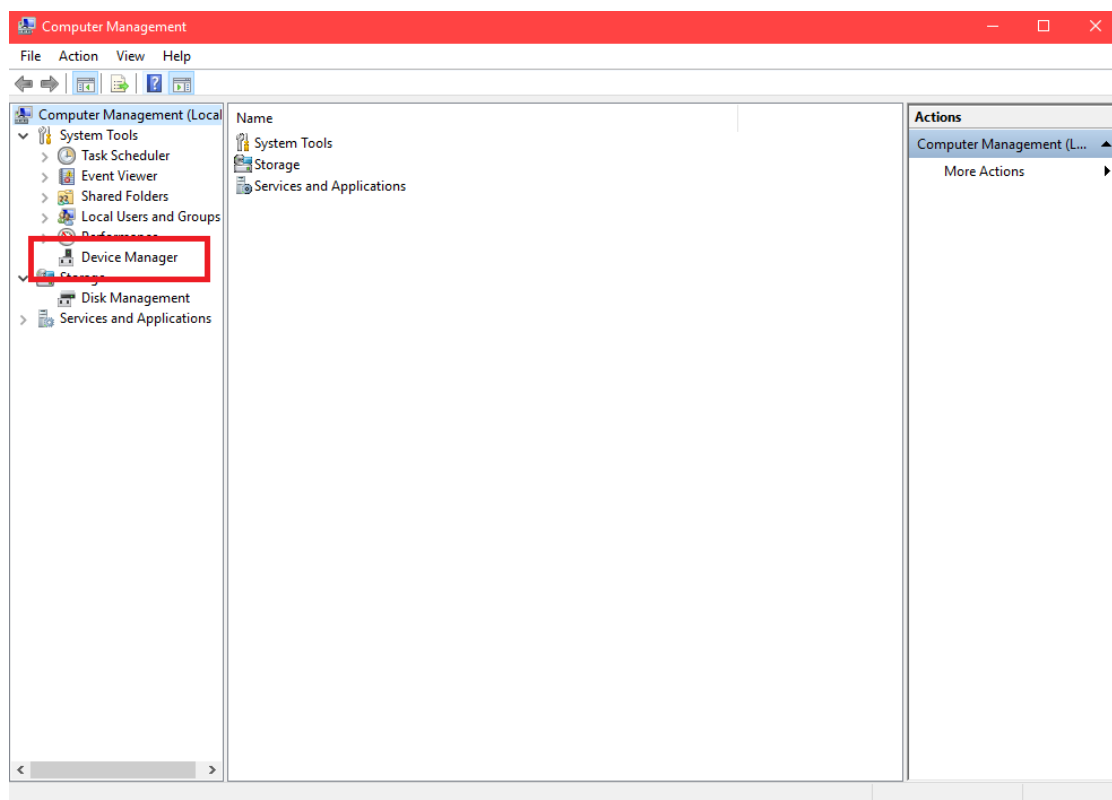 Computer Management
File Action View Help
Computer Management (Local
System Tools
Task Scheduler
Event Viewer
Shared Folders
Local Users and Groups
Performance
Device Manager
Storage
Disk Management
Services and Applications
Name
System Tools
Storage
Services and Applications
Actions
Computer Management (L...
More Actions